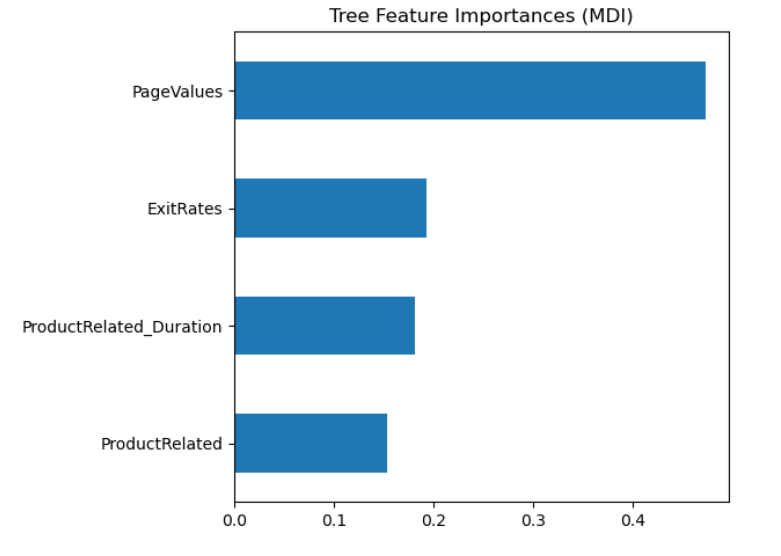 Tree Feature Importances (MDI)
PageValues
ExitRates
ProductRelated_Duration
ProductRelated
0.0 0.1 0.2 0.3 0.4